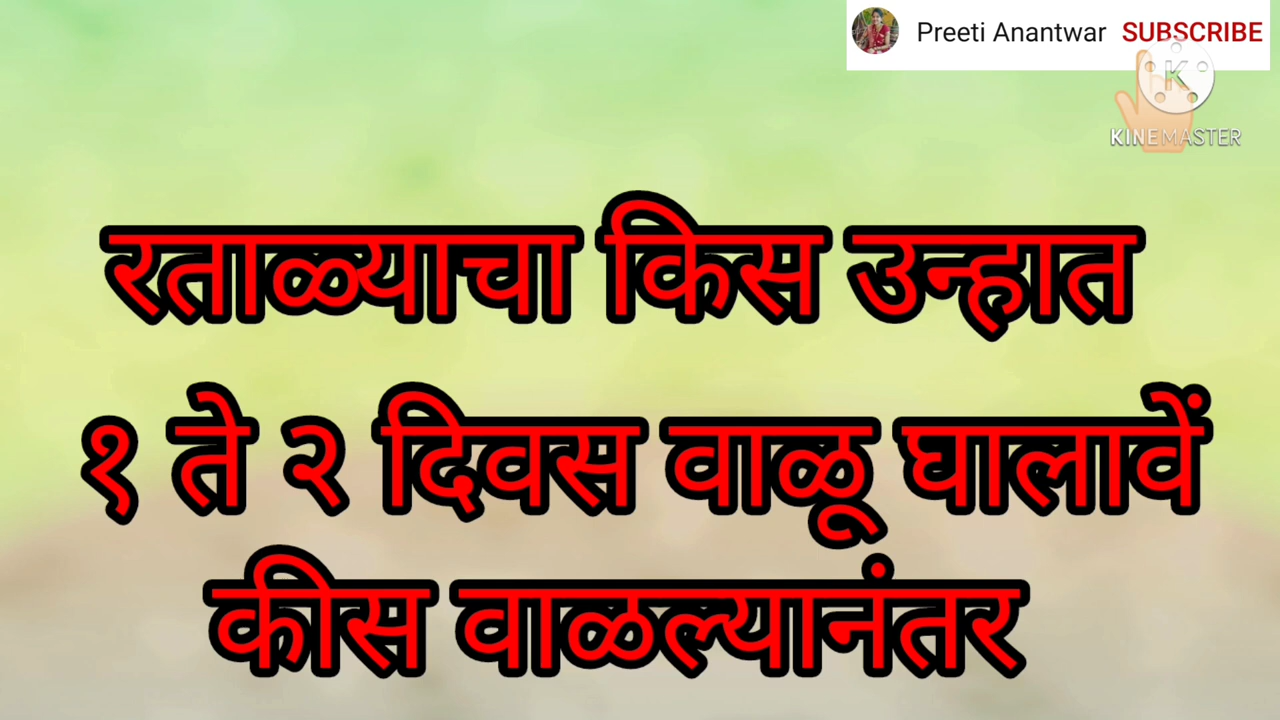 Preeti Anantwar SUBSCRIBE
K
KINEMASTER
रताळ्याचा किस उन्हात
१ ते २ दिवस वाळू घालावें
कीस वाळल्यानंतर